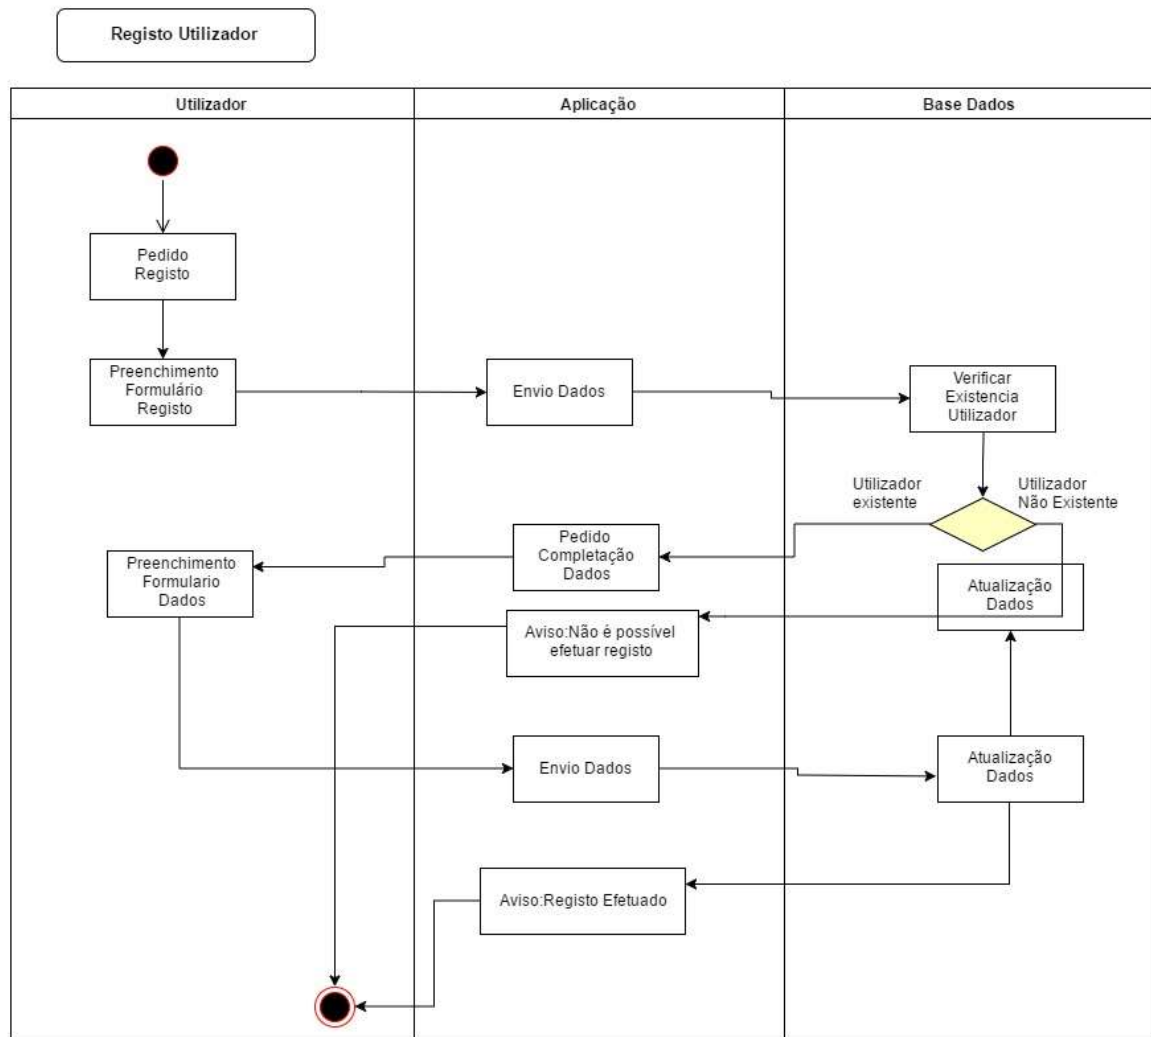 Registo Utilizador
Utilizador
Aplicação
Base Dados
Pedido
Registo
Preenchimento
Formulário
Registo
Envio Dados
Verificar
Existencia
Utilizador
Utilizador
existente
Utilizador
Não Existente
Pedido
Completação
Dados
Preenchimento
Formulario
Dados
Atualização
Dados
Aviso:Não é possível
efetuar registo
Envio Dados
Atualização
Dados
Aviso:Registo Efetuado